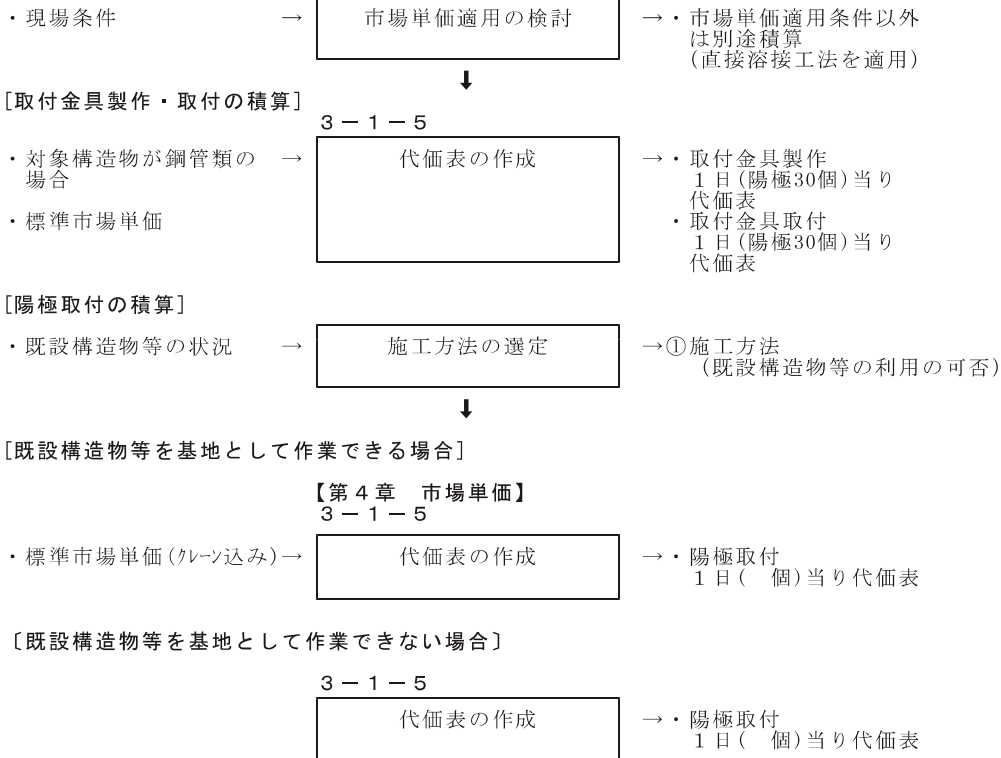 ・現場条件 → 市場単価適用の検討 →・市場単価適用条件以外
は別途積算
(直接溶接工法を適用)
[取付金具製作・取付の積算]
３－１－５
・対象構造物が鋼管類の → 代価表の作成 →・取付金具製作
場合 １日(陽極30個)当り
代価表
・標準市場単価 ・取付金具取付
１日(陽極30個)当り
代価表
[陽極取付の積算]
・既設構造物等の状況 → 施工方法の選定 →①施工方法
(既設構造物等の利用の可否)
[既設構造物等を基地として作業できる場合]
【第４章　市場単価】
３－１－５
・標準市場単価(ｸﾚｰﾝ込み)→ 代価表の作成 →・陽極取付
１日(　個)当り代価表
〔既設構造物等を基地として作業できない場合〕
３－１－５
代価表の作成 →・陽極取付
１日(　個)当り代価表